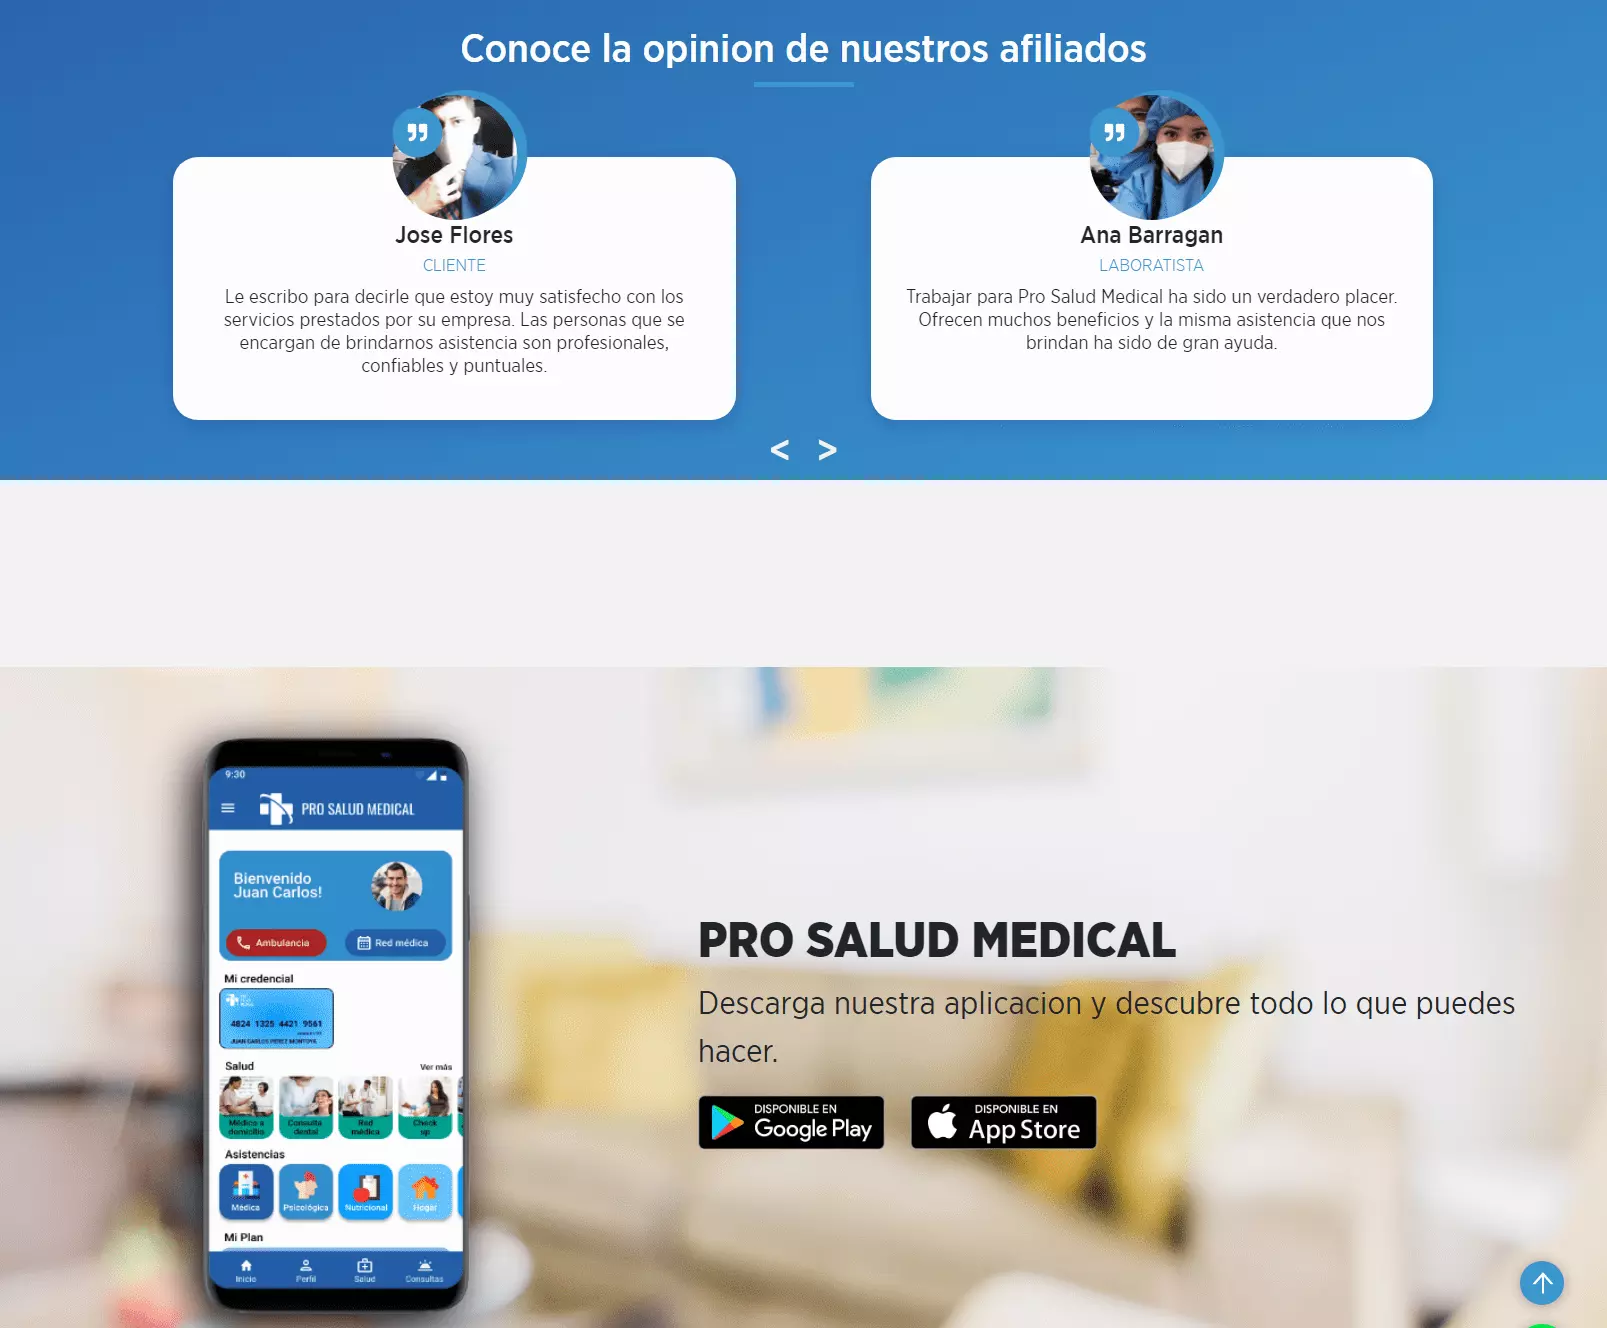 Conoce la opinion de nuestros afiliados
Jose Flores
CLIENTE
Le escribo para decirle que estoy muy satisfecho con los
servicios prestados por su empresa. Las personas que se
encargan de brindarnos asistencia son profesionales,
confiables y puntuales.
Ana Barragan
LABORATISTA
Trabajar para Pro Salud Medical ha sido un verdadero placer.
Ofrecen muchos beneficios y la misma asistencia que nos
brindan ha sido de gran ayuda.
< >
9:30
PRO SALUD MEDICAL
Bienvenido
Juan Carlos!
Ambulancia Red médica
Mi credencial
4824 1325 4421 9561
JUAN CARLOS PEREZ MONTOYA
Salud Ver más
Médico a domicilio Consulta dental Red médica Check up
Asistencias
Médica Psicológica Nutricional Hogar
Mi Plan
Inicio Perfil Salud Consultas
PRO SALUD MEDICAL
Descarga nuestra aplicacion y descubre todo lo que puedes
hacer.
DISPONIBLE EN
Google Play
DISPONIBLE EN
App Store